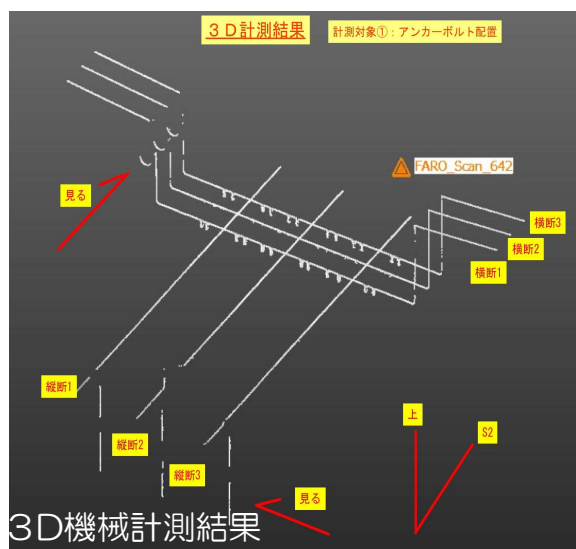 3D計測結果
計測対象①:アンカーボルト配置
FARO_Scan_642
見る
横断3
横断2
横断1
縦断1
上
縦断2
S2
縦断3
見る
3D機械計測結果